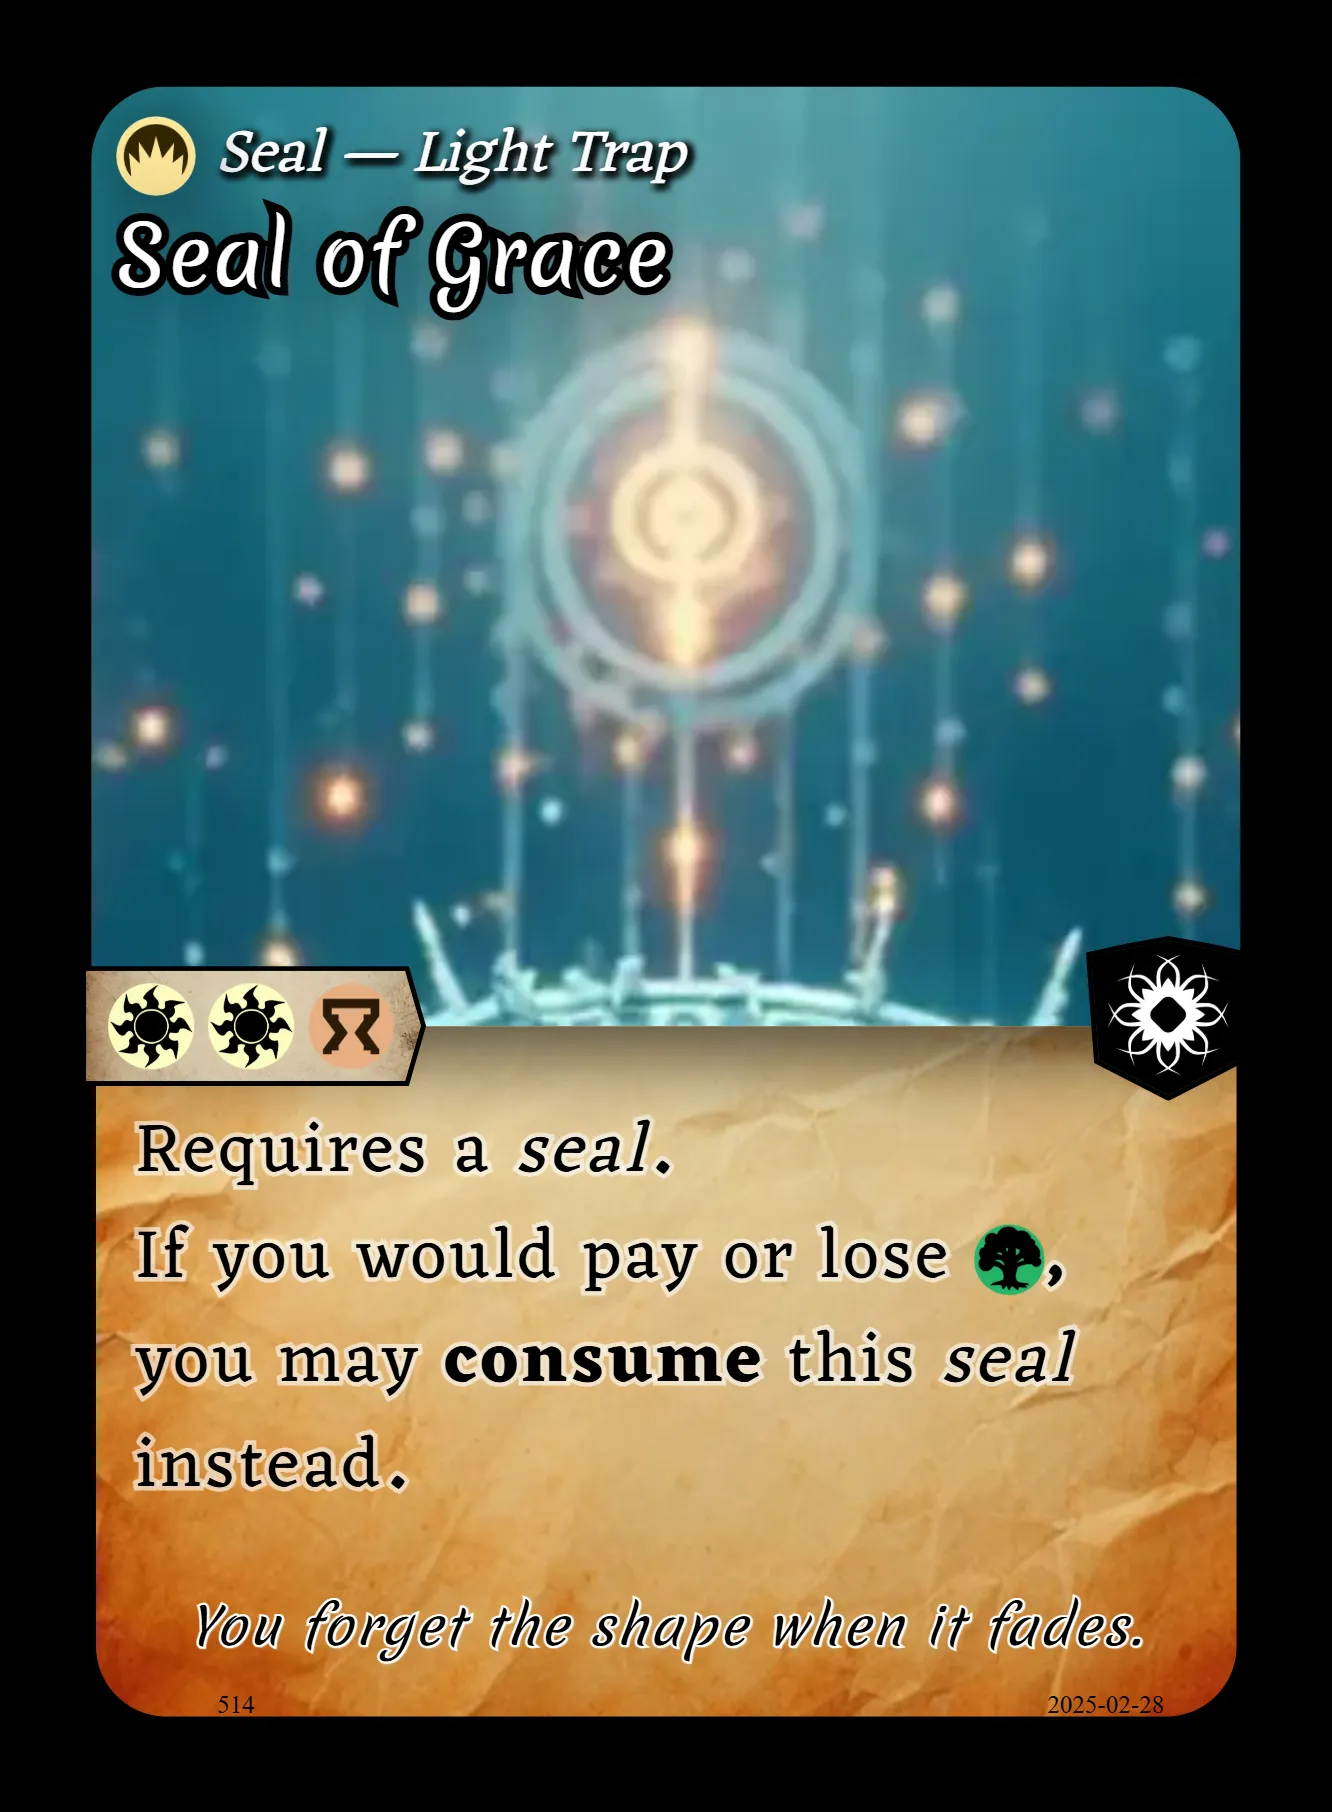 Seal — Light Trap
Seal of Grace
Requires a seal.
If you would pay or lose ,
you may consume this seal
instead.
You forget the shape when it fades.
514
2025-02-28